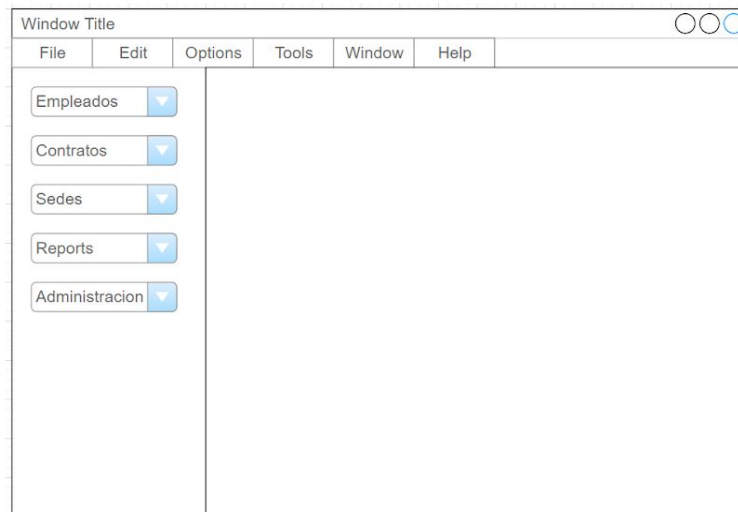 Window Title
File Edit Options Tools Window Help
Empleados
Contratos
Sedes
Reports
Administracion